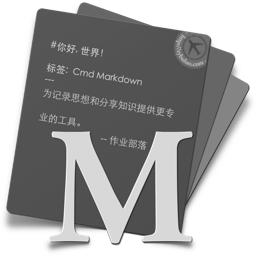 #你好, 世界!
标签: Cmd Markdown
---
为记录思想和分享知识提供更专
业的工具。
-- 作业部落
M